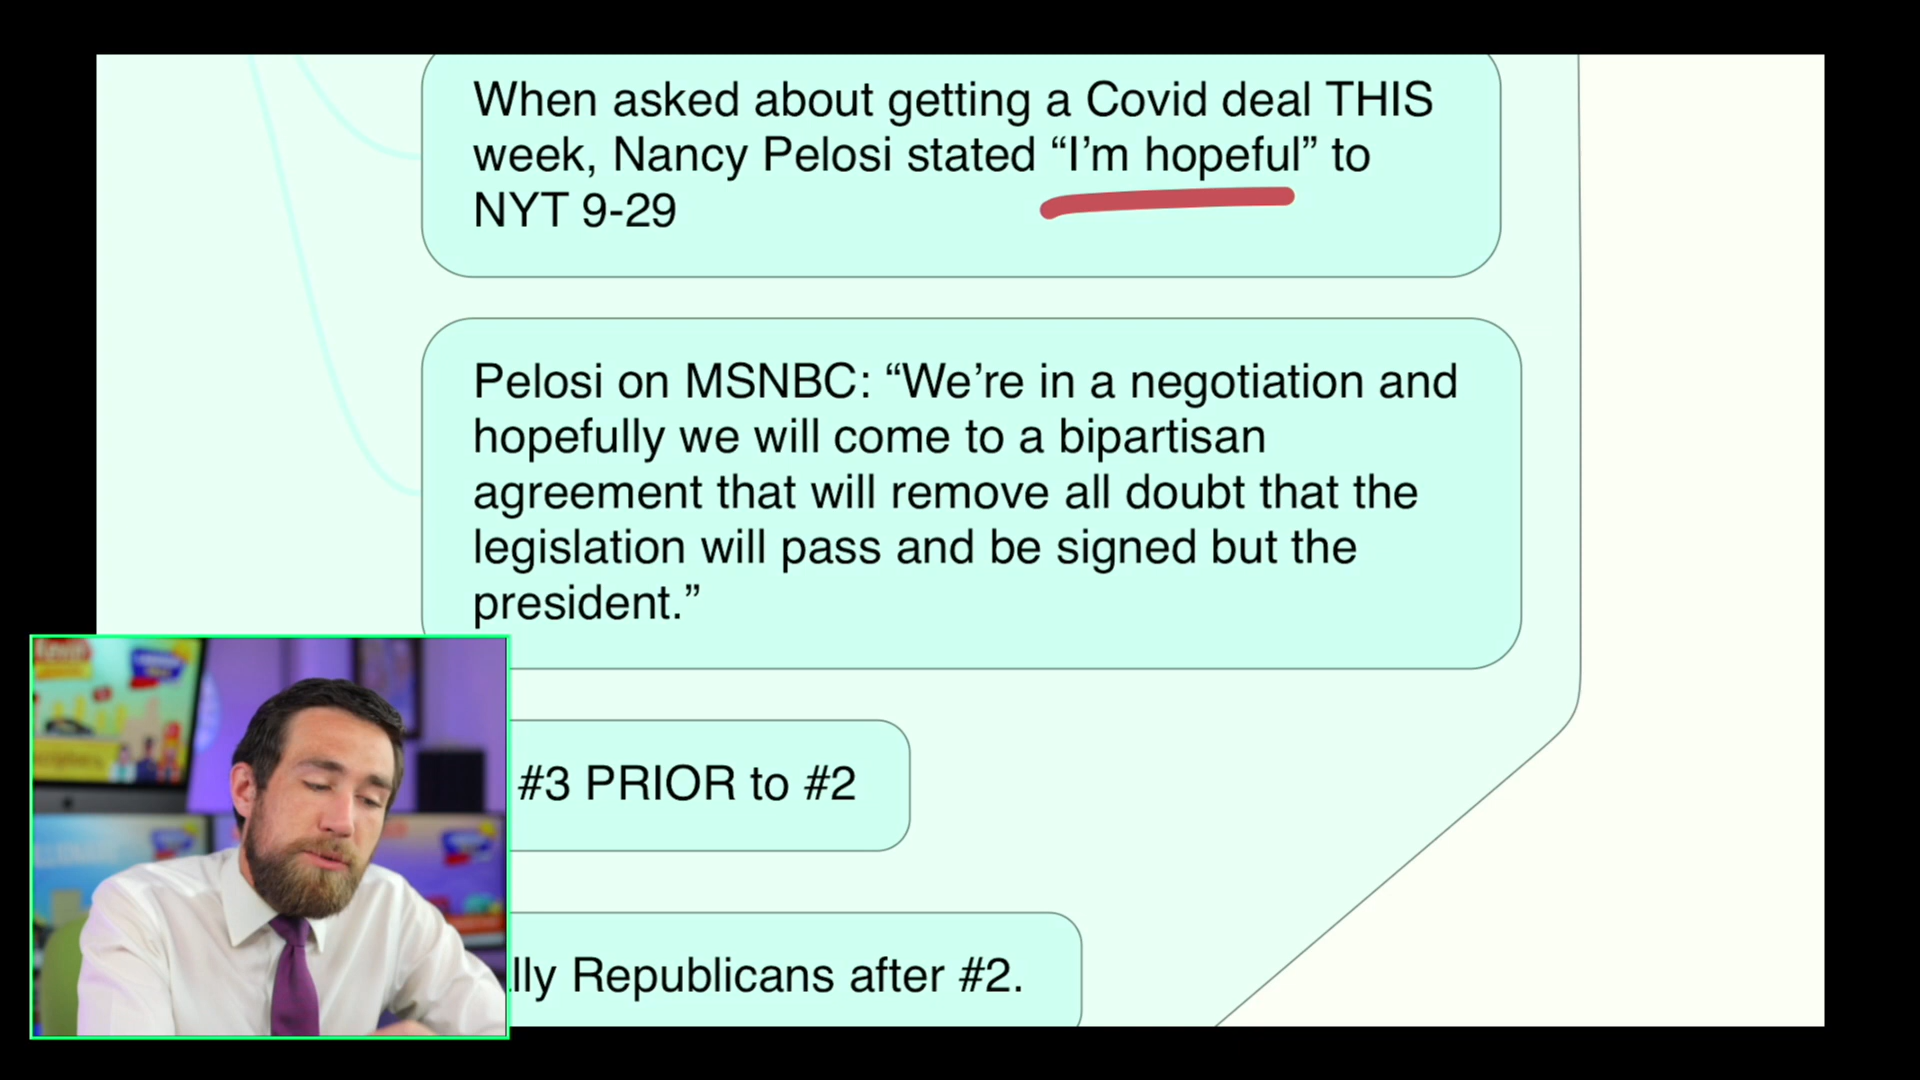 When asked about getting a Covid deal THIS
week, Nancy Pelosi stated “I’m hopeful” to
NYT 9-29
Pelosi on MSNBC: “We’re in a negotiation and
hopefully we will come to a bipartisan
agreement that will remove all doubt that the
legislation will pass and be signed but the
president.”
#3 PRIOR to #2
Republicans after #2.